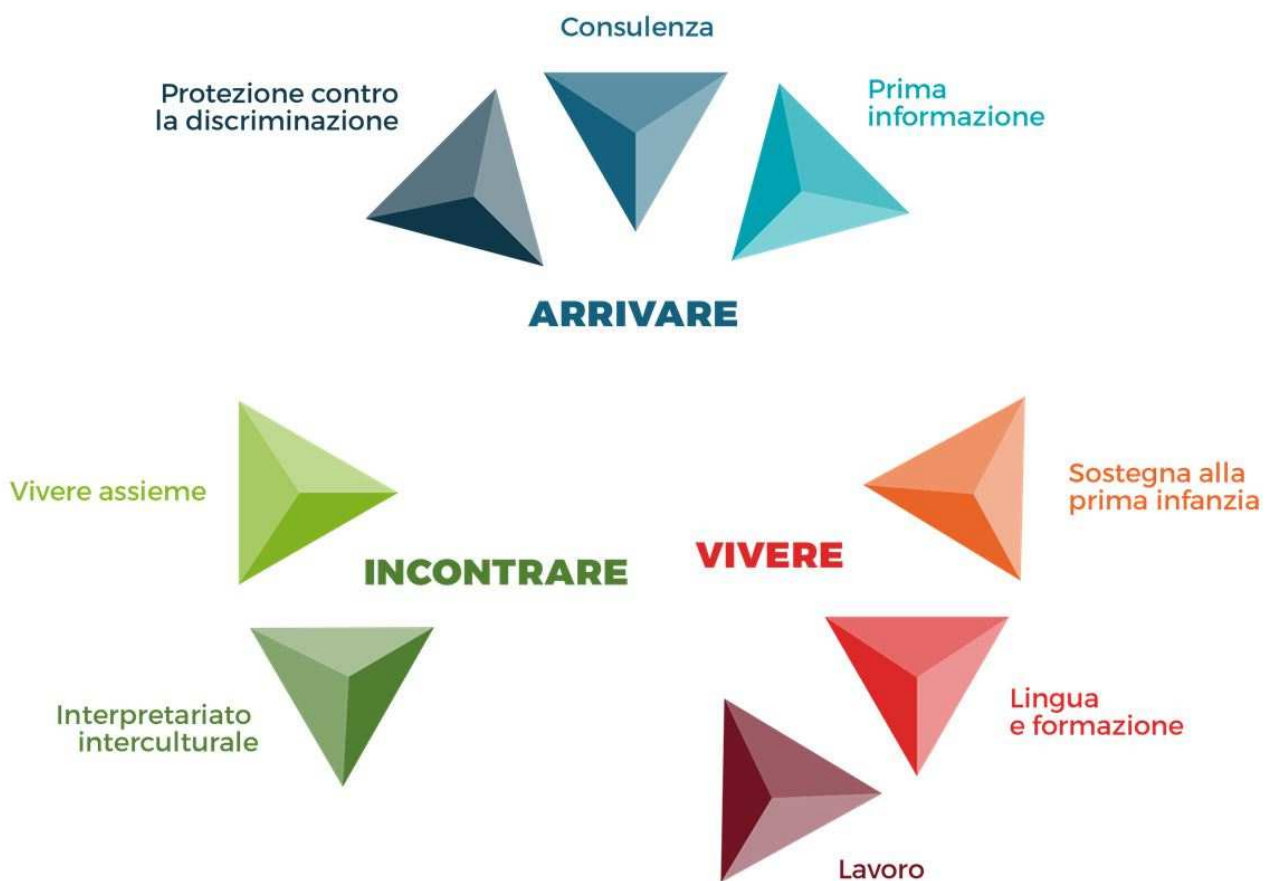 Consulenza
Protezione contro
la discriminazione
Prima
informazione
ARRIVARE
Vivere assieme
Sostegna alla
prima infanzia
INCONTRARE
VIVERE
Interpretariato
interculturale
Lingua
e formazione
Lavoro